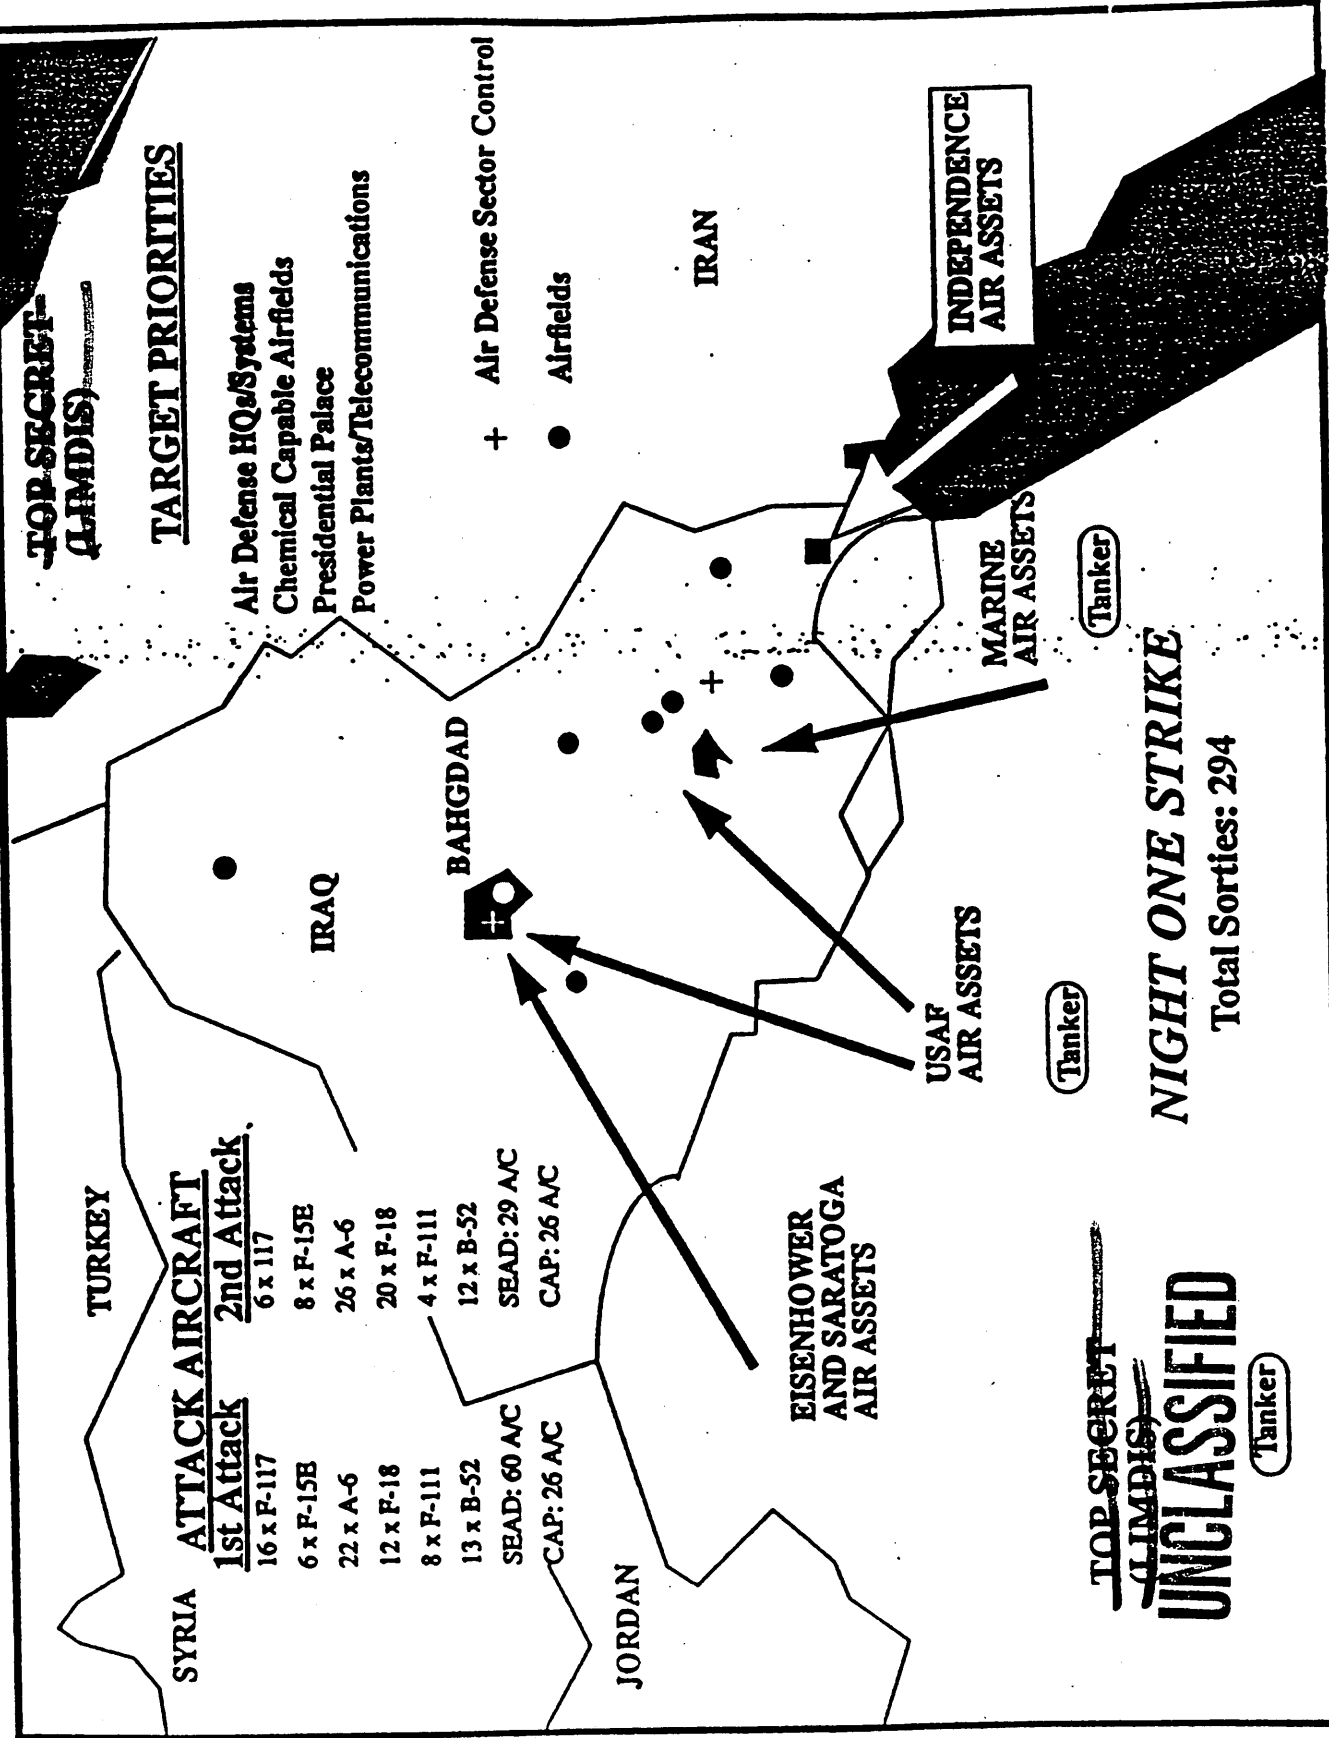 TOP SECRET
(LIMDIS)
TARGET PRIORITIES
Air Defense HQs/Systems
Chemical Capable Airfields
Presidential Palace
Power Plants/Telecommunications
+ Air Defense Sector Control
● Airfields
TURKEY
SYRIA
ATTACK AIRCRAFT
1st Attack 2nd Attack
16 x F-117 6 x 117
6 x F-15E 8 x F-15E
22 x A-6 26 x A-6
12 x F-18 20 x F-18
8 x F-111 4 x F-111
13 x B-52 12 x B-52
SEAD: 60 A/C SEAD: 29 A/C
CAP: 26 A/C CAP: 26 A/C
IRAQ
BAHGDAD
IRAN
JORDAN
EISENHOWER
AND SARATOGA
AIR ASSETS
USAF
AIR ASSETS
MARINE
AIR ASSETS
INDEPENDENCE
AIR ASSETS
Tanker
Tanker
Tanker
NIGHT ONE STRIKE
Total Sorties: 294
TOP SECRET
(LIMDIS)
UNCLASSIFIED